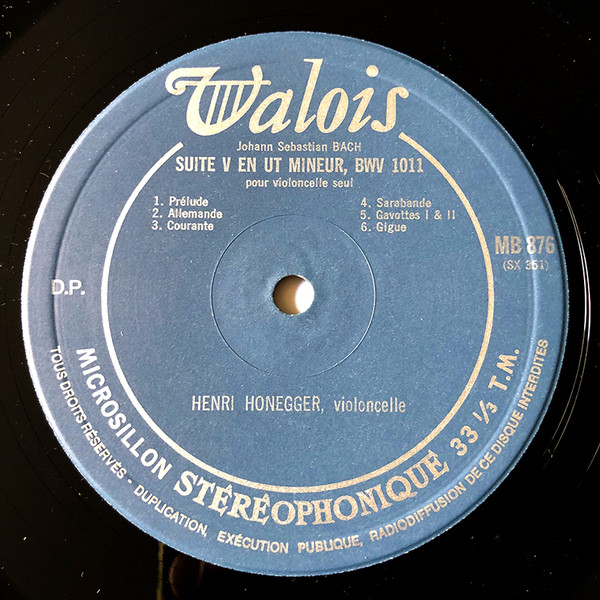 Valois
Johann Sebastian BACH
SUITE V EN UT MINEUR, BWV 1011
pour violoncelle seul
1. Prélude
2. Allemande
3. Courante
4. Sarabande
5. Gavottes I & II
6. Gigue
MB 876
(SX 351)
D.P.
HENRI HONEGGER, violoncelle
MICROSILLON STÉRÉOPHONIQUE 33 ⅓ T.M.
TOUS DROITS RÉSERVÉS - DUPLICATION, EXÉCUTION PUBLIQUE, RADIODIFFUSION DE CE DISQUE INTERDITES